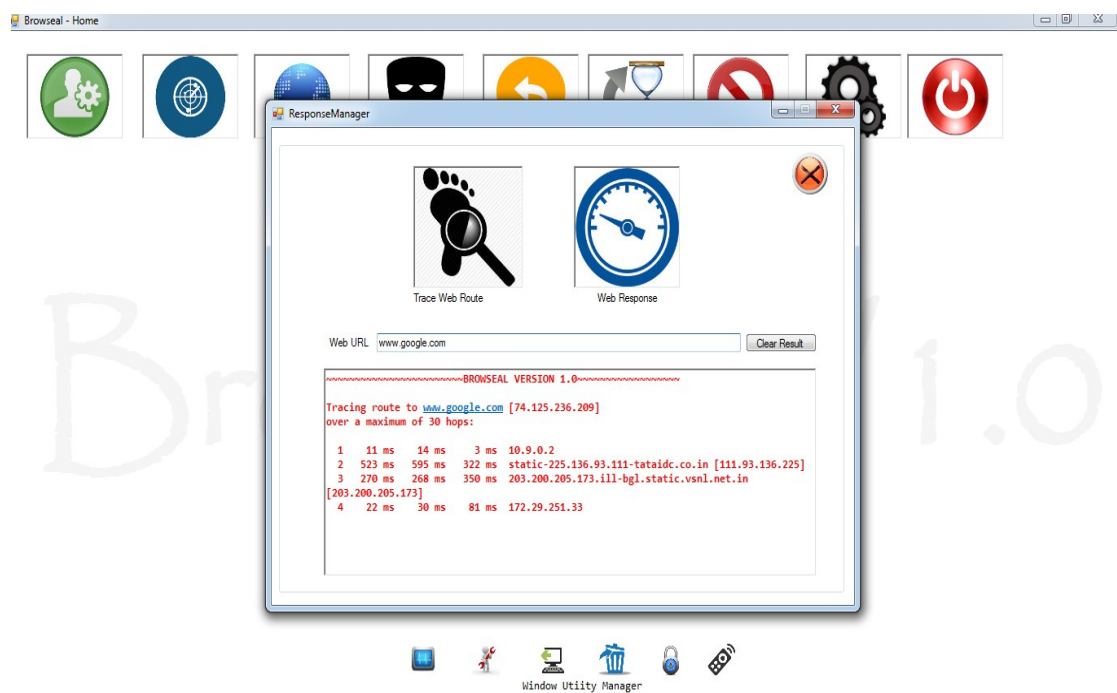 Browseal - Home
ResponseManager
Trace Web Route
Web Response
Web URL
www.google.com
Clear Result
~~~~~~~~~~~~~~~~~~~~~~~~BROWSEAL VERSION 1.0~~~~~~~~~~~~~~~~~~
Tracing route to www.google.com [74.125.236.209]
over a maximum of 30 hops:
1 11 ms 14 ms 3 ms 10.9.0.2
2 523 ms 595 ms 322 ms static-225.136.93.111-tataidc.co.in [111.93.136.225]
3 270 ms 268 ms 350 ms 203.200.205.173.ill-bgl.static.vsnl.net.in
[203.200.205.173]
4 22 ms 30 ms 81 ms 172.29.251.33
Window Utiity Manager